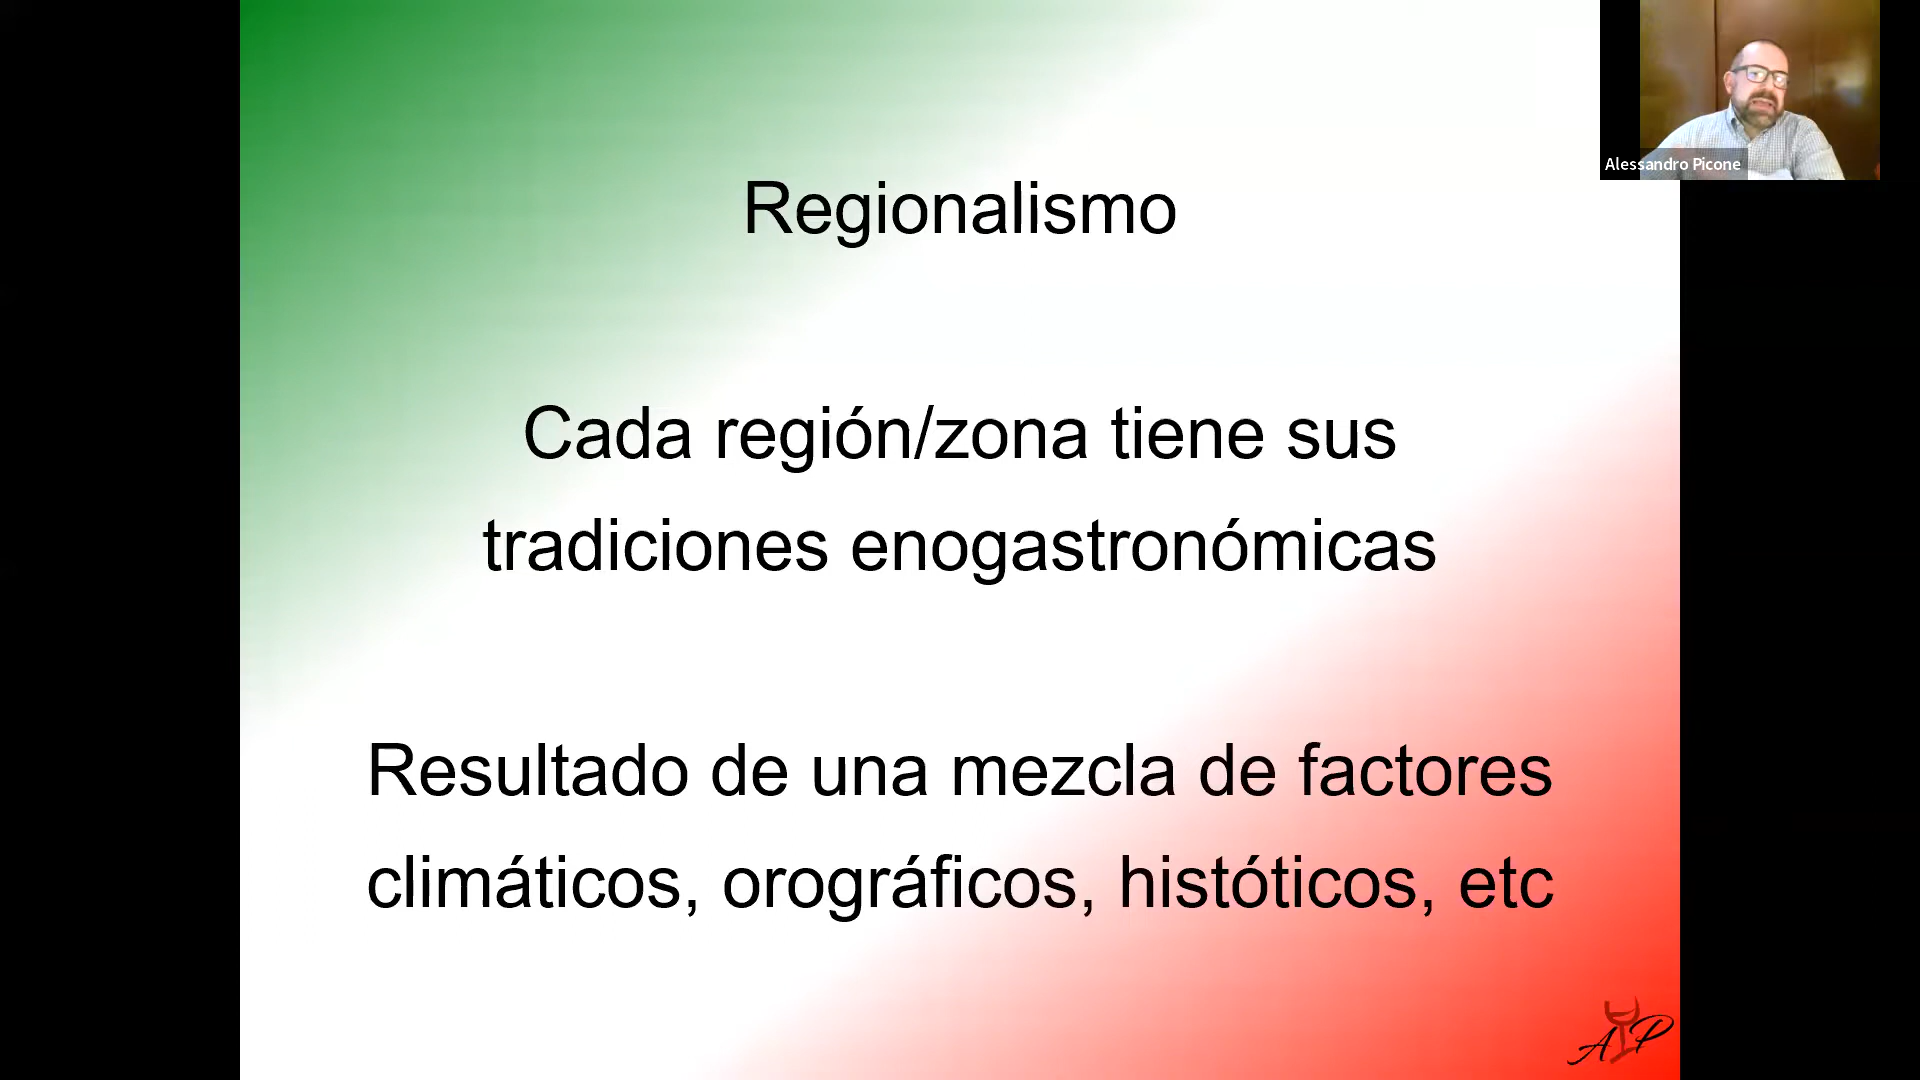 Regionalismo
Cada región/zona tiene sus
tradiciones enogastronómicas
Resultado de una mezcla de factores
climáticos, orográficos, históticos, etc
Alessandro Picone
AP